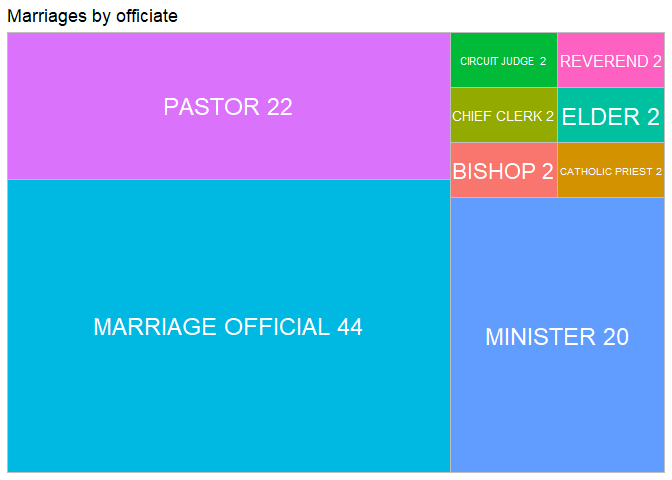 Marriages by officiate
PASTOR 22
MARRIAGE OFFICIAL 44
CIRCUIT JUDGE  2
REVEREND 2
CHIEF CLERK 2
ELDER 2
BISHOP 2
CATHOLIC PRIEST 2
MINISTER 20